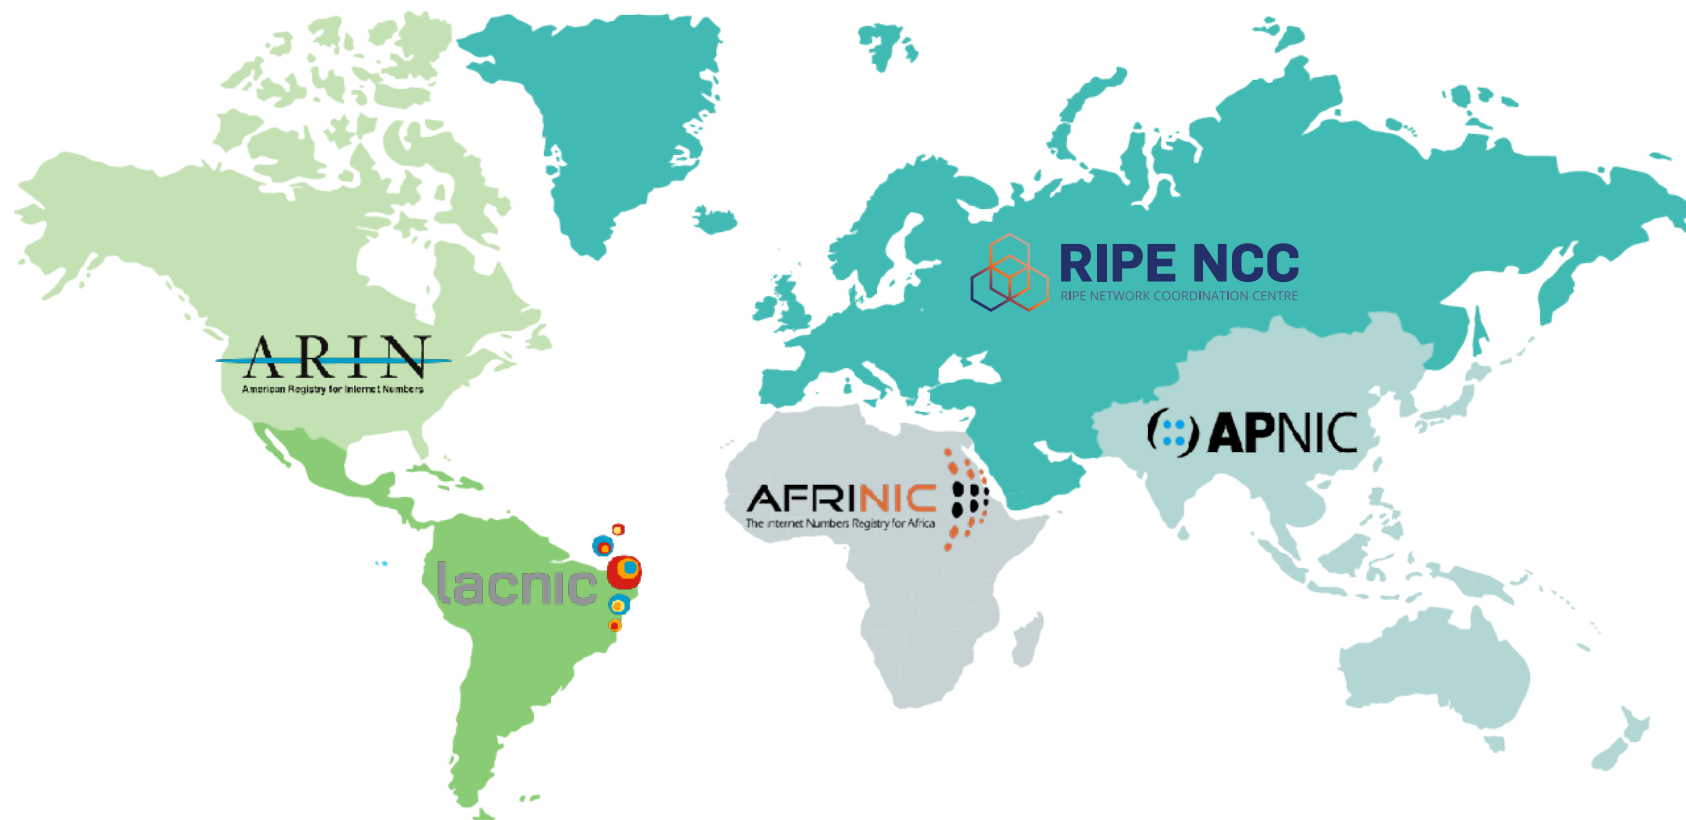 RIPE NCC
RIPE NETWORK COORDINATION CENTRE
ARIN
American Registry for Internet Numbers
APNIC
AFRINIC
The Internet Numbers Registry for Africa
lacnic